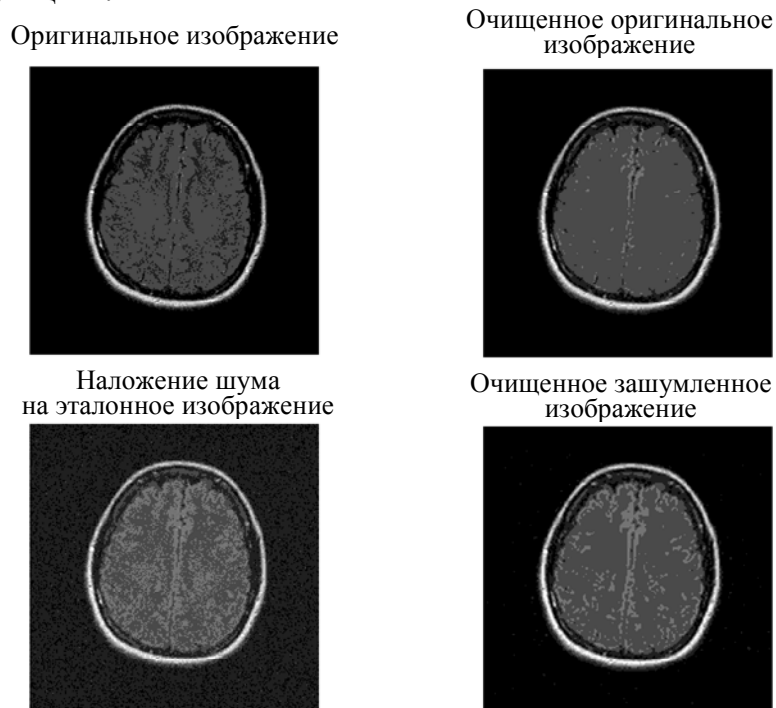 Оригинальное изображение
Очищенное оригинальное
изображение
Наложение шума
на эталонное изображение
Очищенное зашумленное
изображение